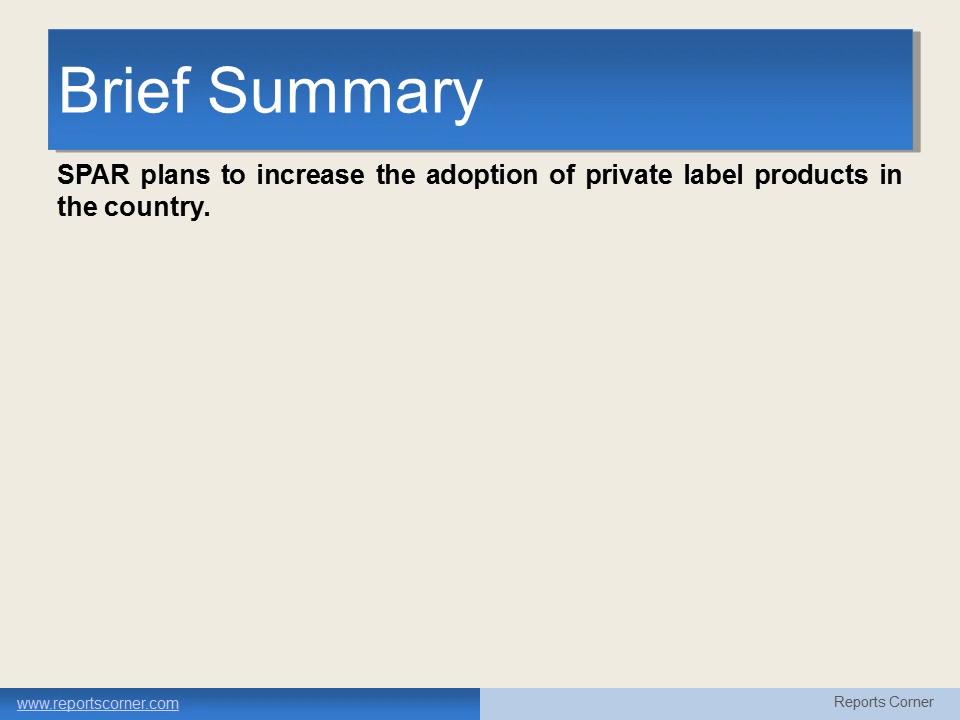 Brief Summary
SPAR plans to increase the adoption of private label products in
the country.
www.reportscorner.com
Reports Corner